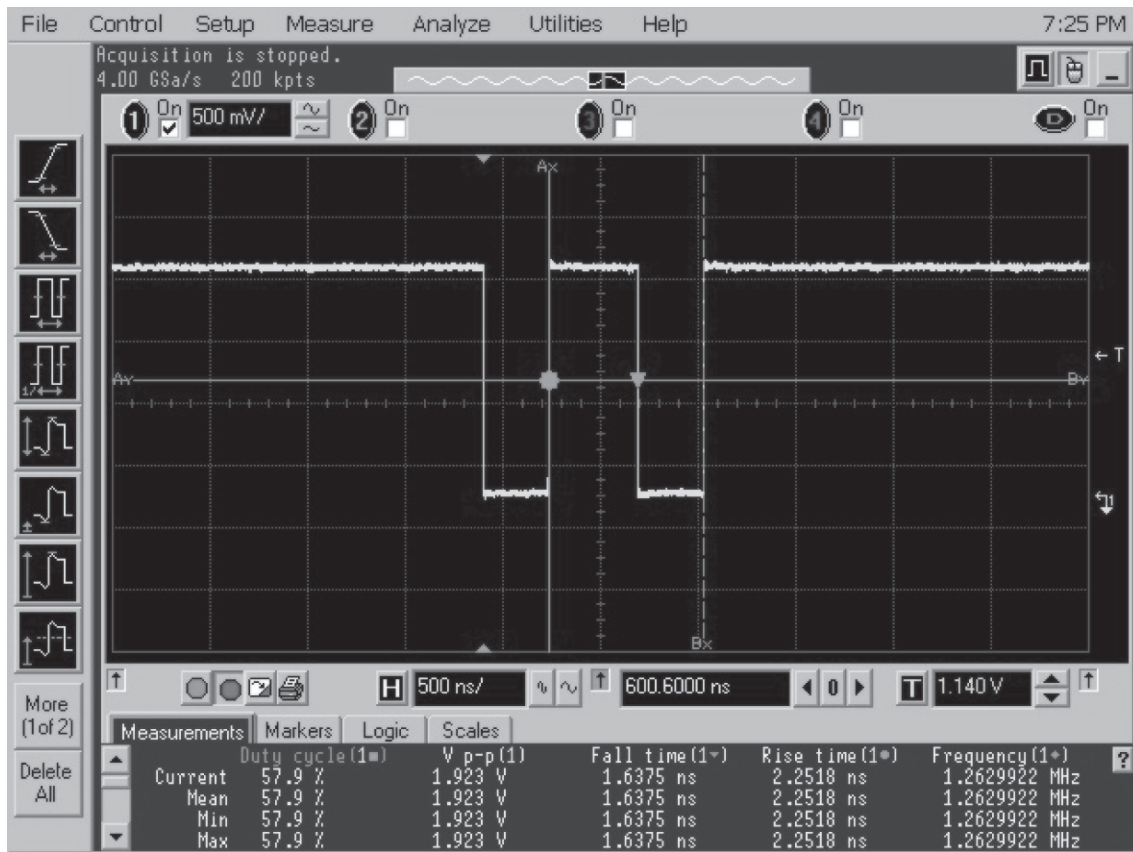 File Control Setup Measure Analyze Utilities Help 7:25 PM
Acquisition is stopped.
4.00 GSa/s 200 kpts
1 On 500 mV/ 2 On 3 On 4 On D On
Ax
T
Ay By
1
Bx
More
(1of 2)
Delete
All
H 500 ns/ 600.6000 ns 0 T 1.140 V
Measurements Markers Logic Scales
Duty cycle(1■) V p-p(1) Fall time(1▾) Rise time(1●) Frequency(1◆) ?
Current 57.9 % 1.923 V 1.6375 ns 2.2518 ns 1.2629922 MHz
Mean 57.9 % 1.923 V 1.6375 ns 2.2518 ns 1.2629922 MHz
Min 57.9 % 1.923 V 1.6375 ns 2.2518 ns 1.2629922 MHz
Max 57.9 % 1.923 V 1.6375 ns 2.2518 ns 1.2629922 MHz